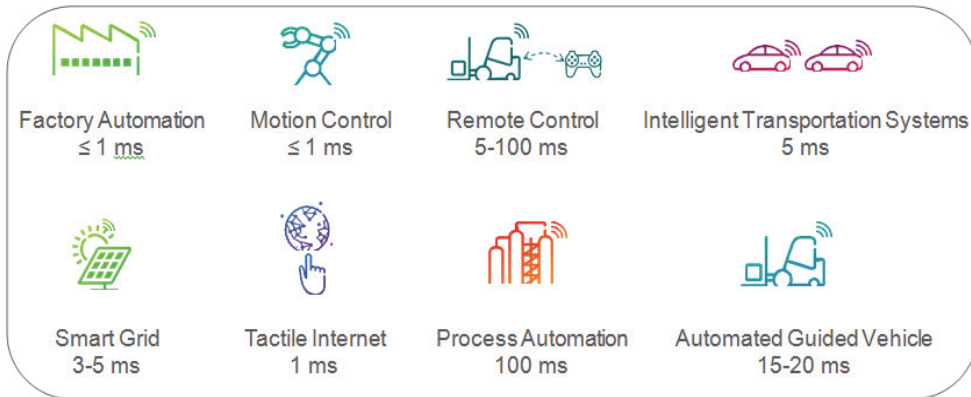 Factory Automation
≤ 1 ms
Motion Control
≤ 1 ms
Remote Control
5-100 ms
Intelligent Transportation Systems
5 ms
Smart Grid
3-5 ms
Tactile Internet
1 ms
Process Automation
100 ms
Automated Guided Vehicle
15-20 ms